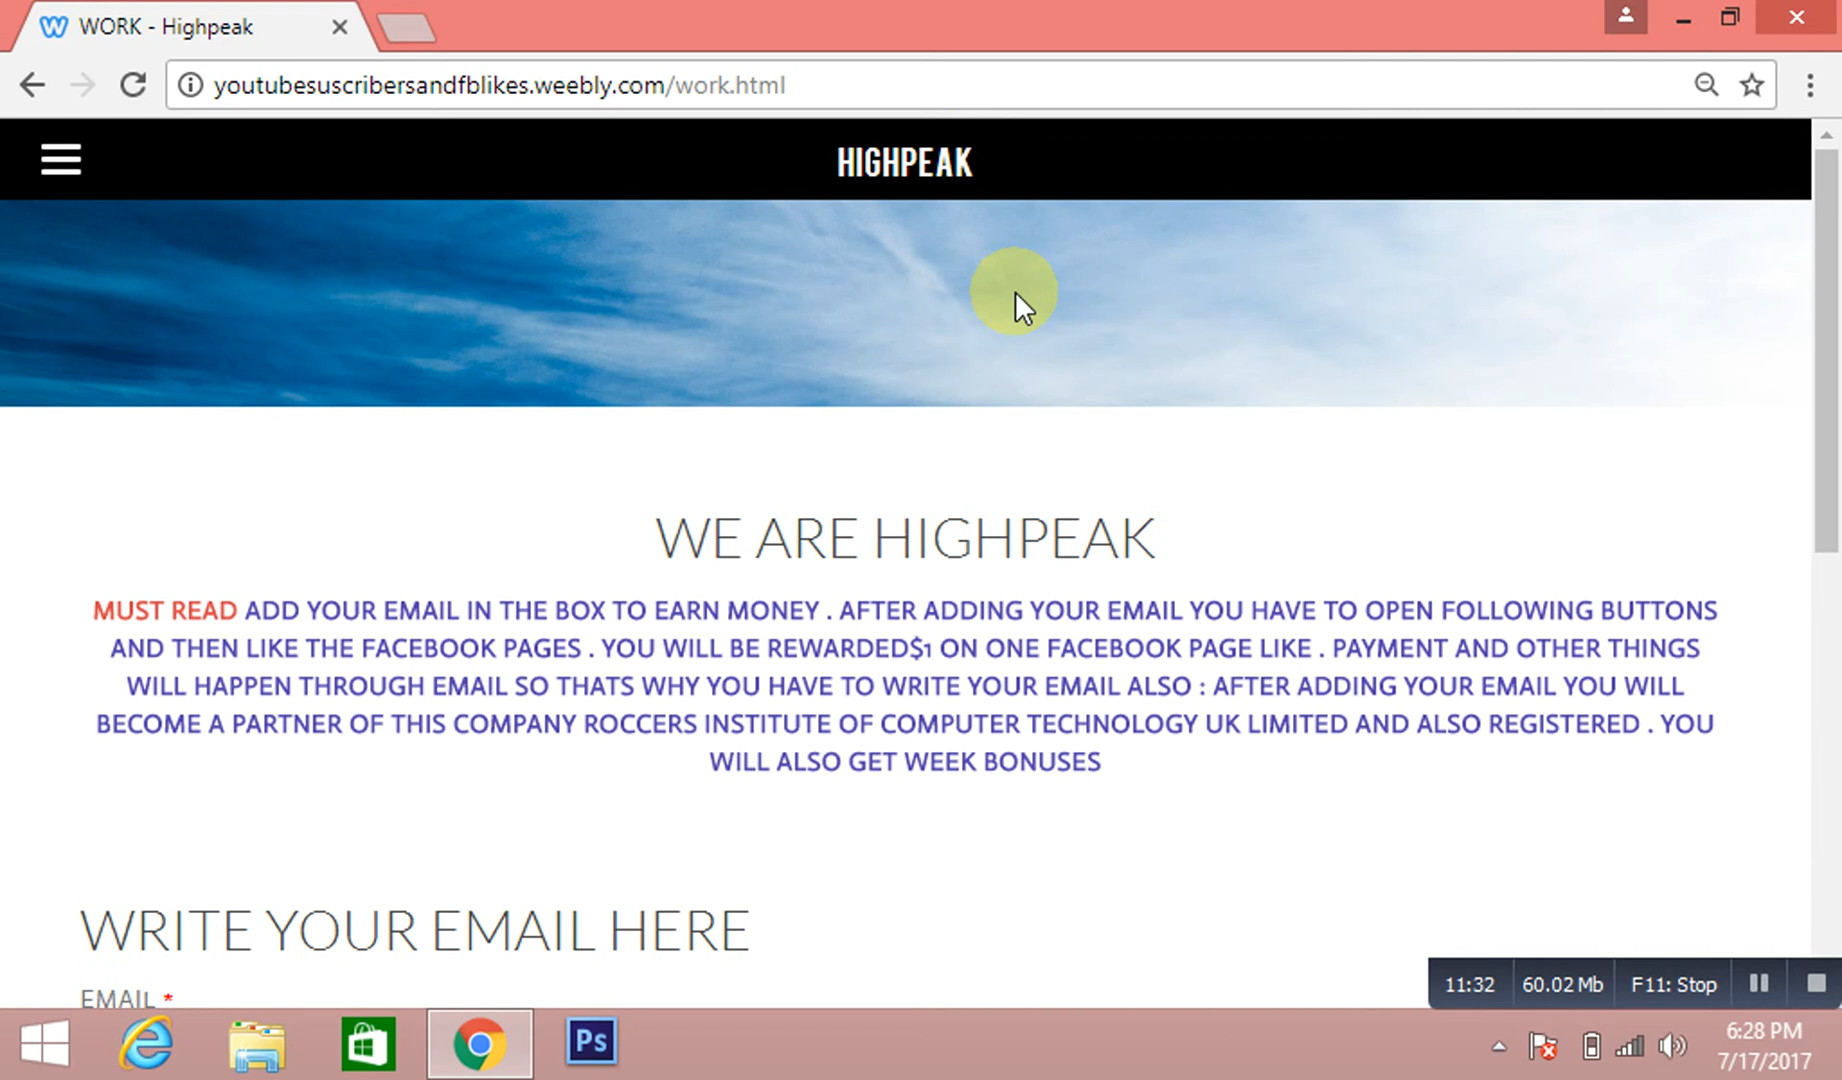 WORK - Highpeak
youtubesuscribersandfblikes.weebly.com/work.html
HIGHPEAK
WE ARE HIGHPEAK
MUST READ ADD YOUR EMAIL IN THE BOX TO EARN MONEY . AFTER ADDING YOUR EMAIL YOU HAVE TO OPEN FOLLOWING BUTTONS
AND THEN LIKE THE FACEBOOK PAGES . YOU WILL BE REWARDED$1 ON ONE FACEBOOK PAGE LIKE . PAYMENT AND OTHER THINGS
WILL HAPPEN THROUGH EMAIL SO THATS WHY YOU HAVE TO WRITE YOUR EMAIL ALSO : AFTER ADDING YOUR EMAIL YOU WILL
BECOME A PARTNER OF THIS COMPANY ROCCERS INSTITUTE OF COMPUTER TECHNOLOGY UK LIMITED AND ALSO REGISTERED . YOU
WILL ALSO GET WEEK BONUSES
WRITE YOUR EMAIL HERE
EMAIL *
11:32 60.02 Mb F11: Stop
Ps
6:28 PM
7/17/2017